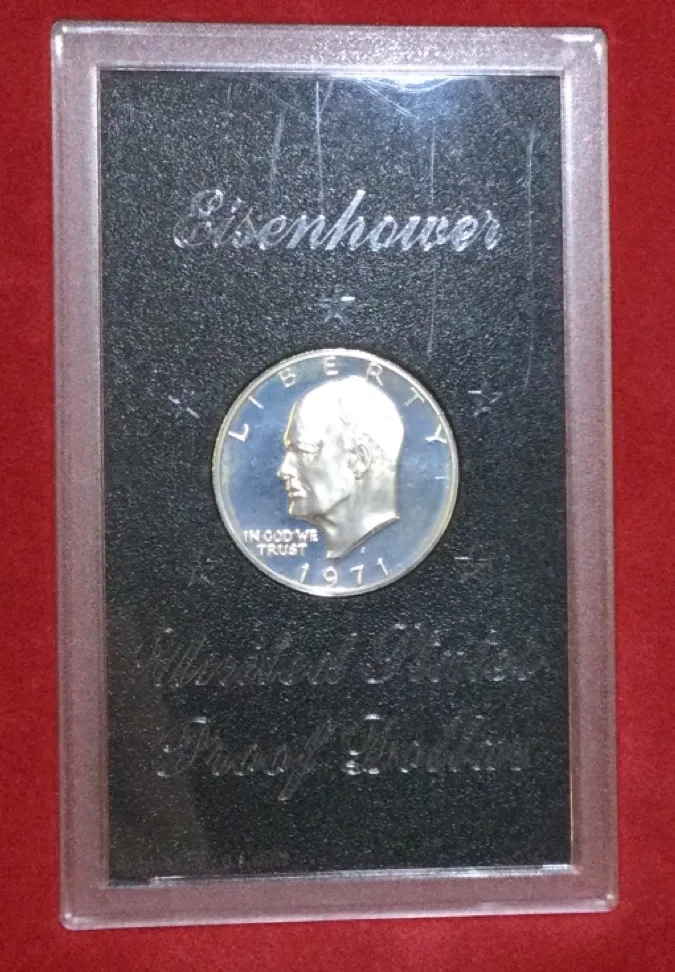 Eisenhower
LIBERTY
IN GOD WE
TRUST
1971
United States
Proof Dollar